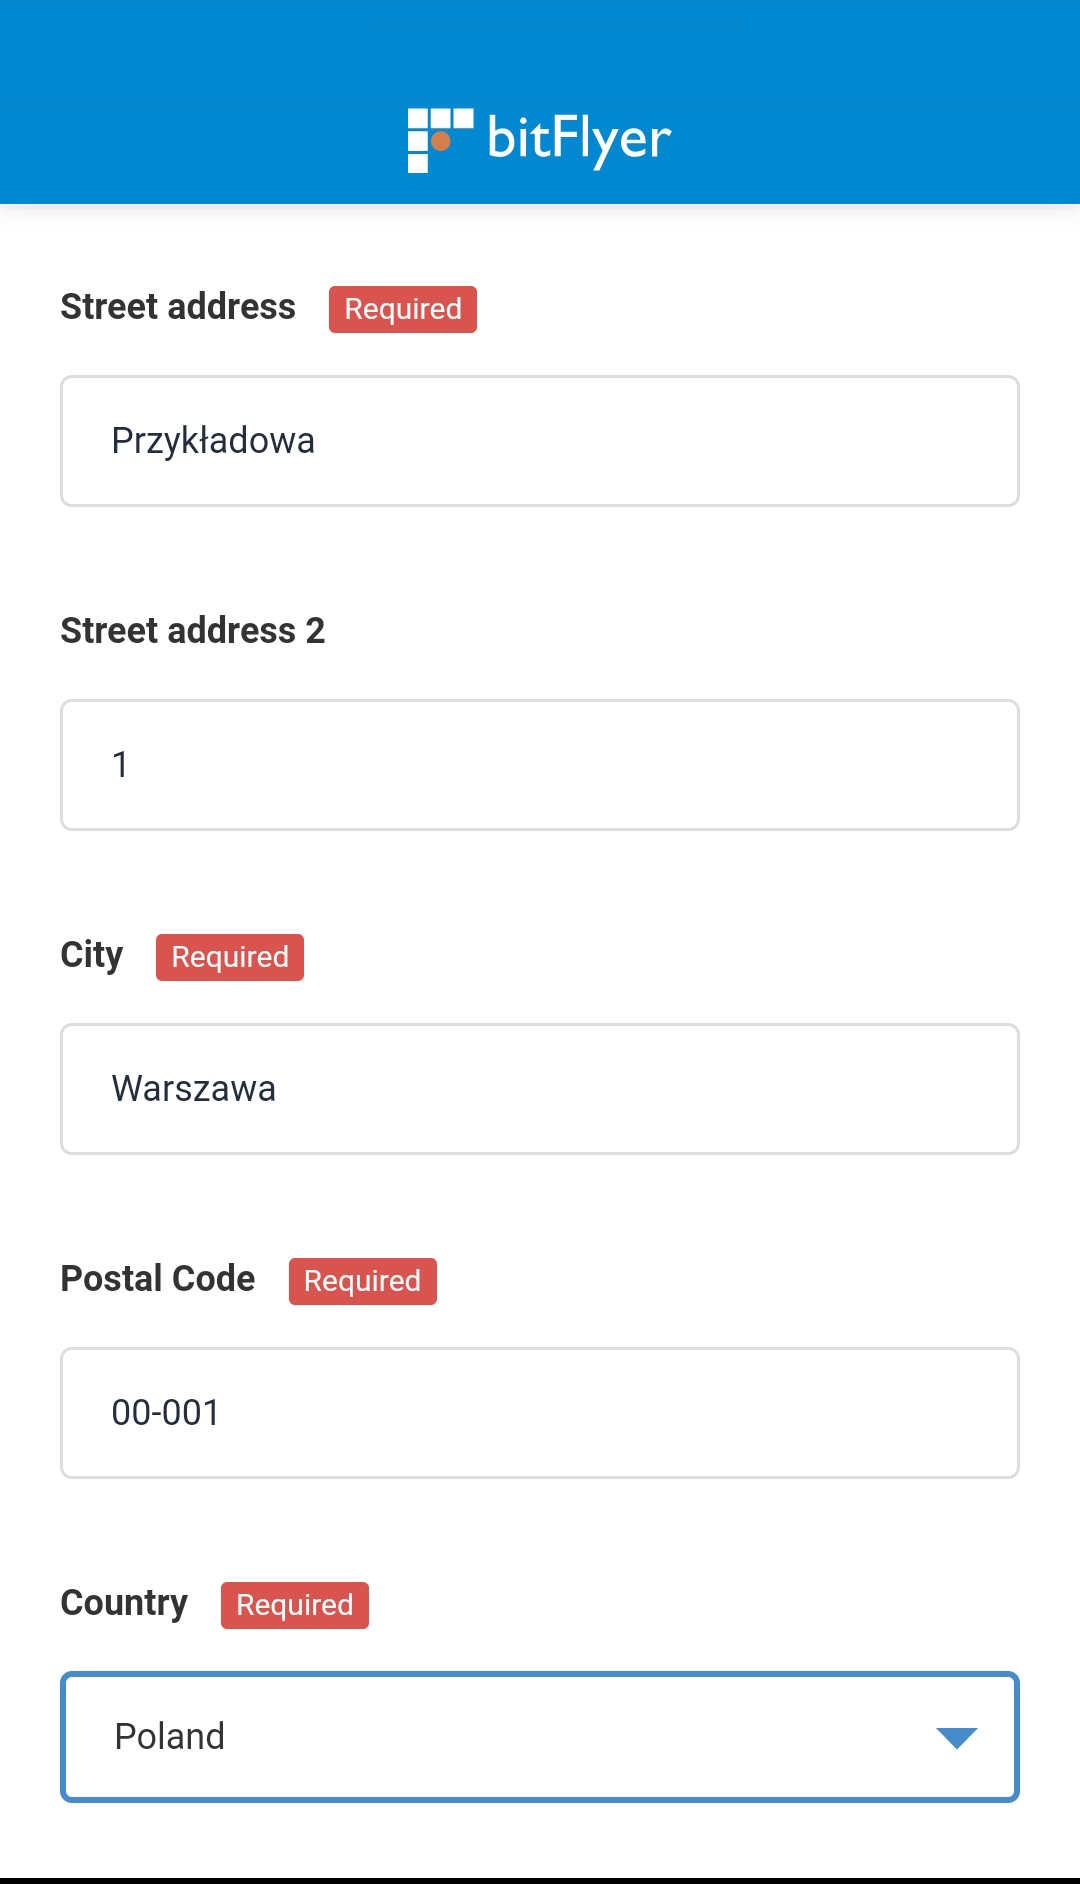 bitFlyer
Street address Required
Przykładowa
Street address 2
1
City Required
Warszawa
Postal Code Required
00-001
Country Required
Poland